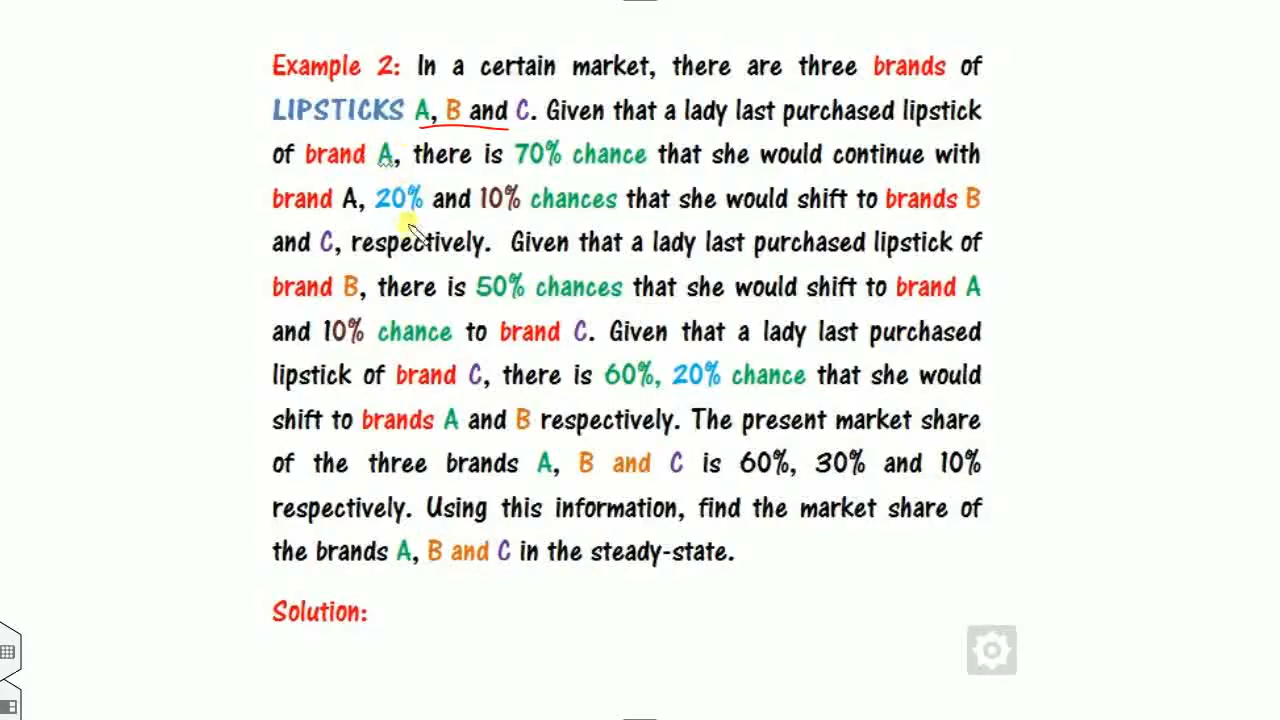 Example 2: In a certain market, there are three brands of
LIPSTICKS A, B and C. Given that a lady last purchased lipstick
of brand A, there is 70% chance that she would continue with
brand A, 20% and 10% chances that she would shift to brands B
and C, respectively. Given that a lady last purchased lipstick of
brand B, there is 50% chances that she would shift to brand A
and 10% chance to brand C. Given that a lady last purchased
lipstick of brand C, there is 60%, 20% chance that she would
shift to brands A and B respectively. The present market share
of the three brands A, B and C is 60%, 30% and 10%
respectively. Using this information, find the market share of
the brands A, B and C in the steady-state.
Solution: